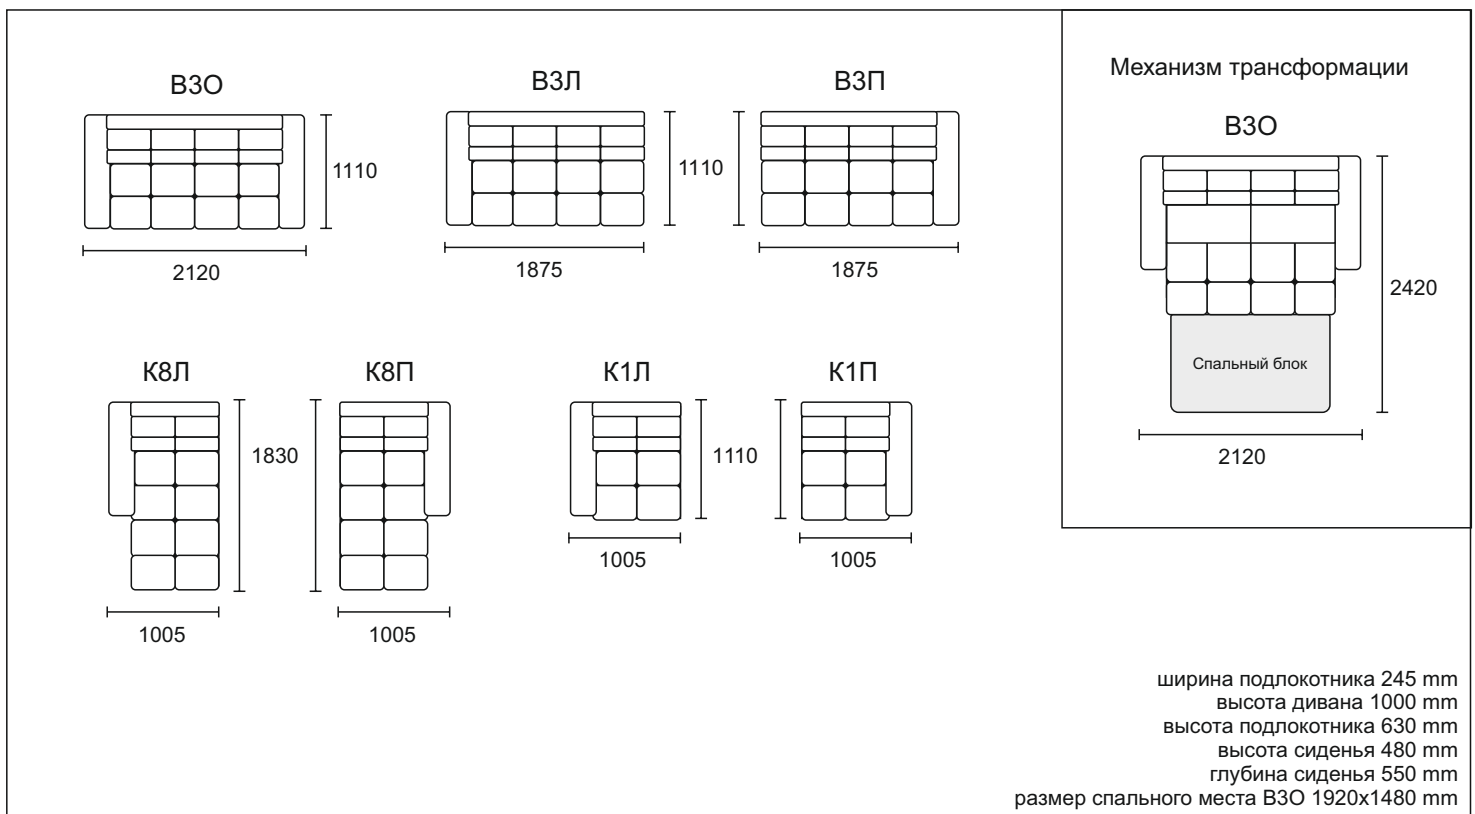 В3О
В3Л
В3П
Механизм трансформации
В3О
1110
1110
2120
1875
1875
2420
Спальный блок
2120
К8Л
К8П
К1Л
К1П
1830
1110
1005
1005
1005
1005
ширина подлокотника 245 mm
высота дивана 1000 mm
высота подлокотника 630 mm
высота сиденья 480 mm
глубина сиденья 550 mm
размер спального места В3О 1920x1480 mm